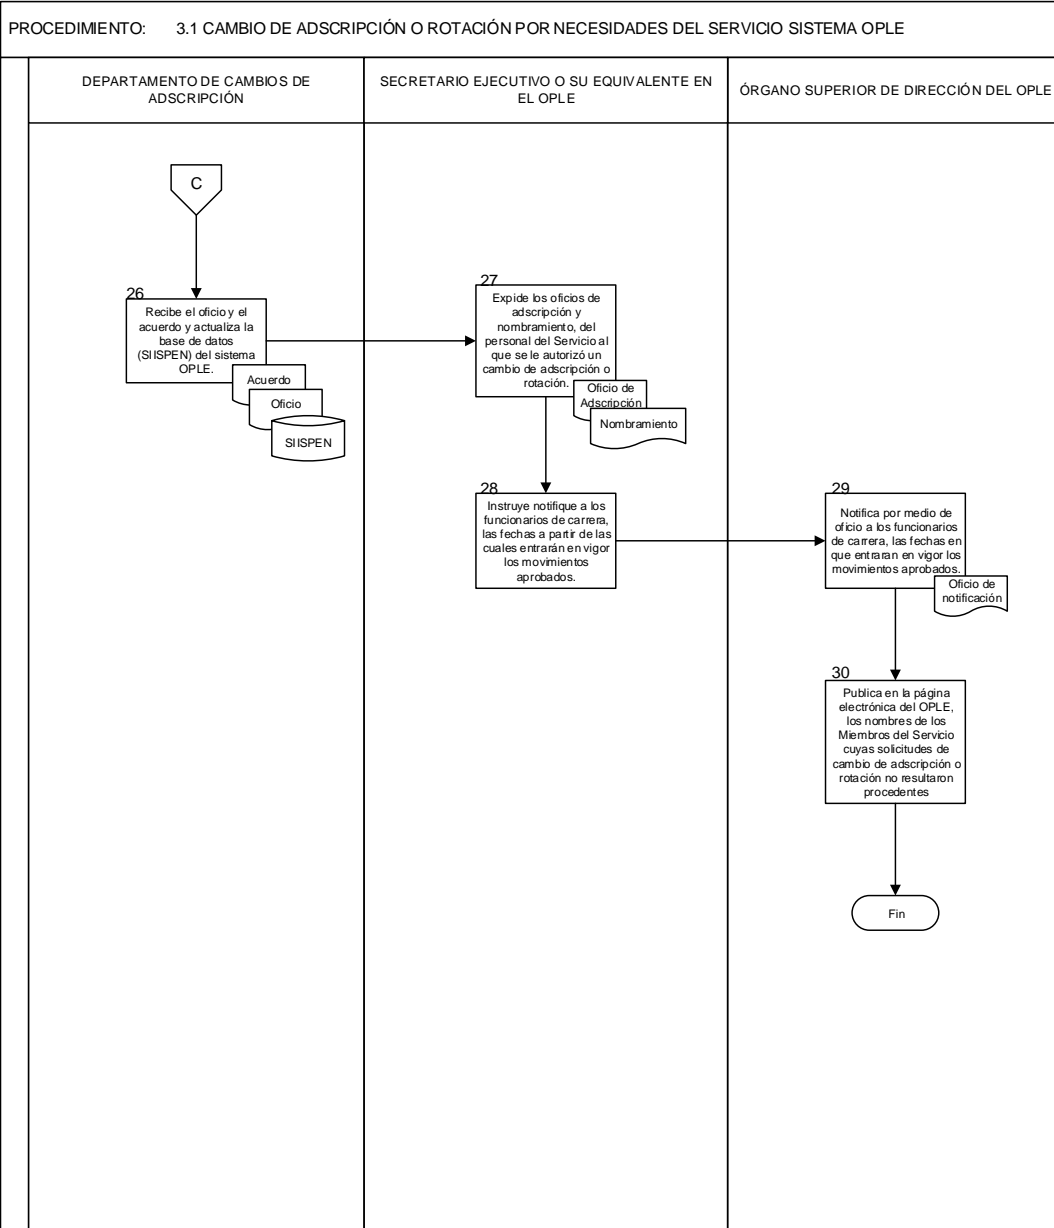 PROCEDIMIENTO: 3.1 CAMBIO DE ADSCRIPCIÓN O ROTACIÓN POR NECESIDADES DEL SERVICIO SISTEMA OPLE
DEPARTAMENTO DE CAMBIOS DE
ADSCRIPCIÓN
SECRETARIO EJECUTIVO O SU EQUIVALENTE EN
EL OPLE
ÓRGANO SUPERIOR DE DIRECCIÓN DEL OPLE
C
26
Recibe el oficio y el
acuerdo y actualiza la
base de datos
(SIISPEN) del sistema
OPLE.
Acuerdo
Oficio
SIISPEN
27
Expide los oficios de
adscripción y
nombramiento, del
personal del Servicio al
que se le autorizó un
cambio de adscripción o
rotación.
Oficio de
Adscripción
Nombramiento
28
Instruye notifique a los
funcionarios de carrera,
las fechas a partir de las
cuales entrarán en vigor
los movimientos
aprobados.
29
Notifica por medio de
oficio a los funcionarios
de carrera, las fechas en
que entraran en vigor los
movimientos aprobados.
Oficio de
notificación
30
Publica en la página
electrónica del OPLE,
los nombres de los
Miembros del Servicio
cuyas solicitudes de
cambio de adscripción o
rotación no resultaron
procedentes
Fin